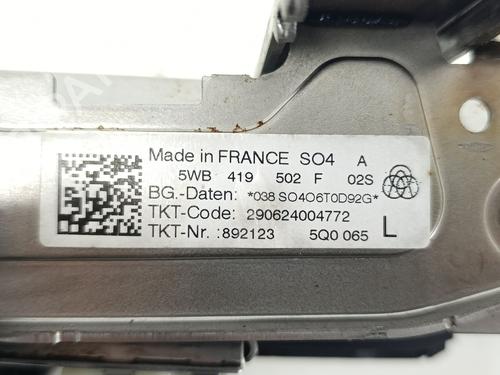 Made in FRANCE SO4 A
5WB 419 502 F 02S
BG.-Daten: *038 SO4O6T0D92G*
TKT-Code: 290624004772
TKT-Nr.:892123 5Q0 065 L